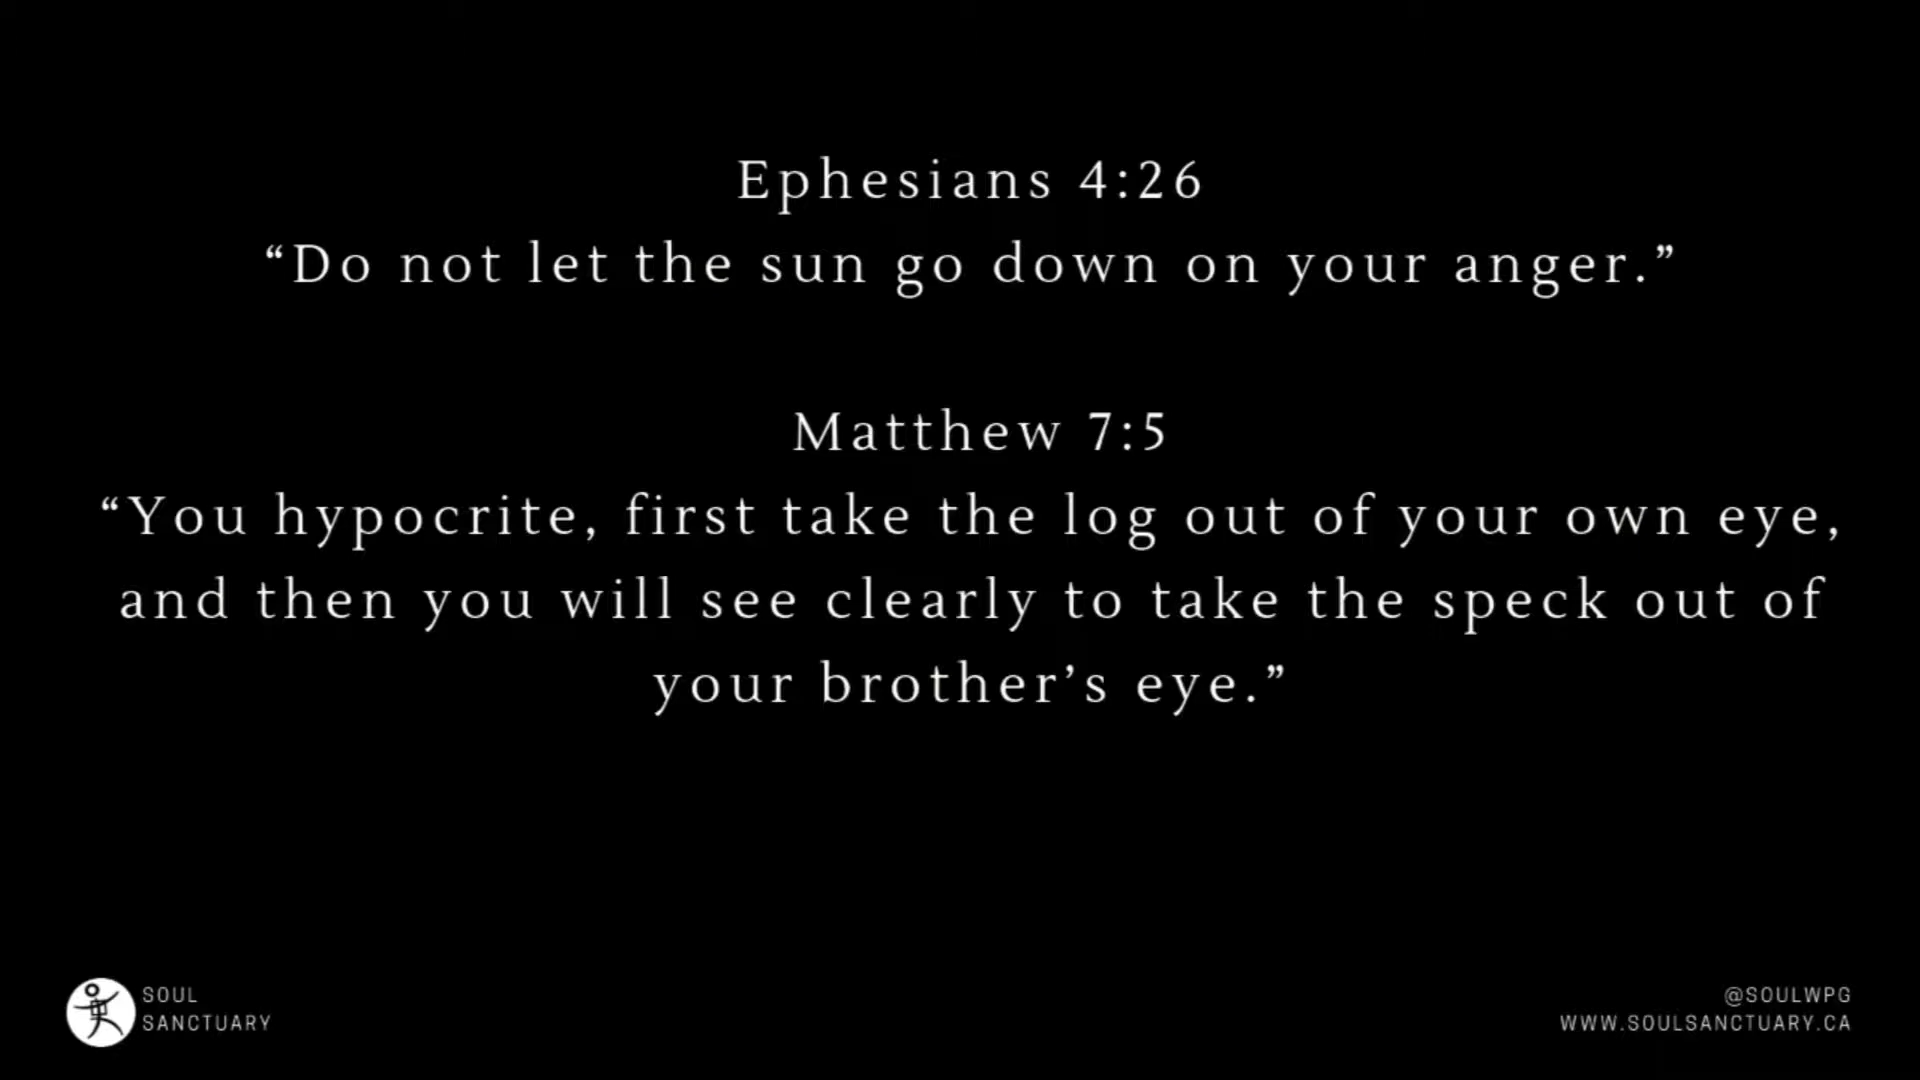 Ephesians 4:26
“Do not let the sun go down on your anger.”
Matthew 7:5
“You hypocrite, first take the log out of your own eye,
and then you will see clearly to take the speck out of
your brother’s eye.”
SOUL
SANCTUARY
@SOULWPG
WWW.SOULSANCTUARY.CA